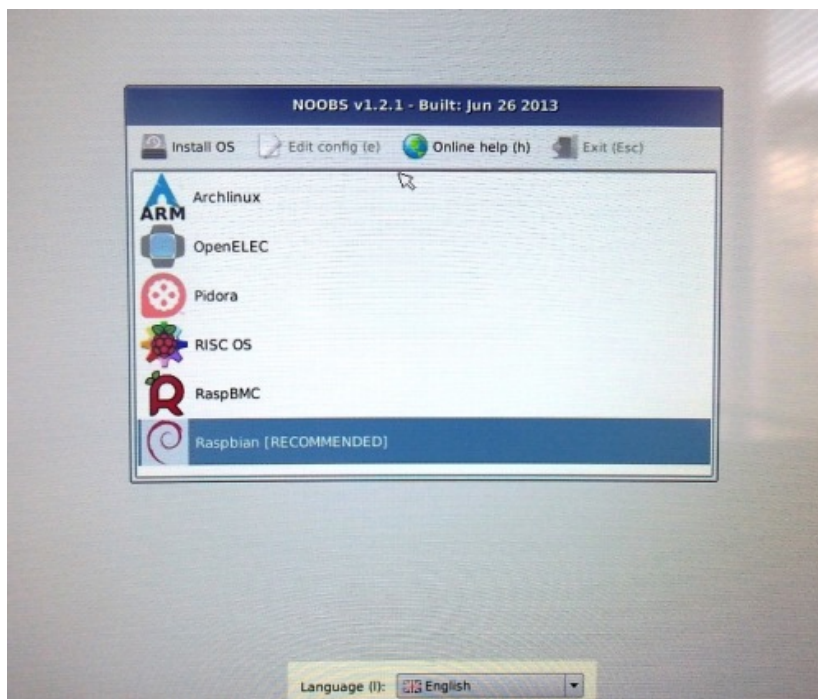 NOOBS v1.2.1 - Built: Jun 26 2013
Install OS Edit config (e) Online help (h) Exit (Esc)
ARM Archlinux
OpenELEC
Pidora
RISC OS
RaspBMC
Raspbian [RECOMMENDED]
Language (l): English